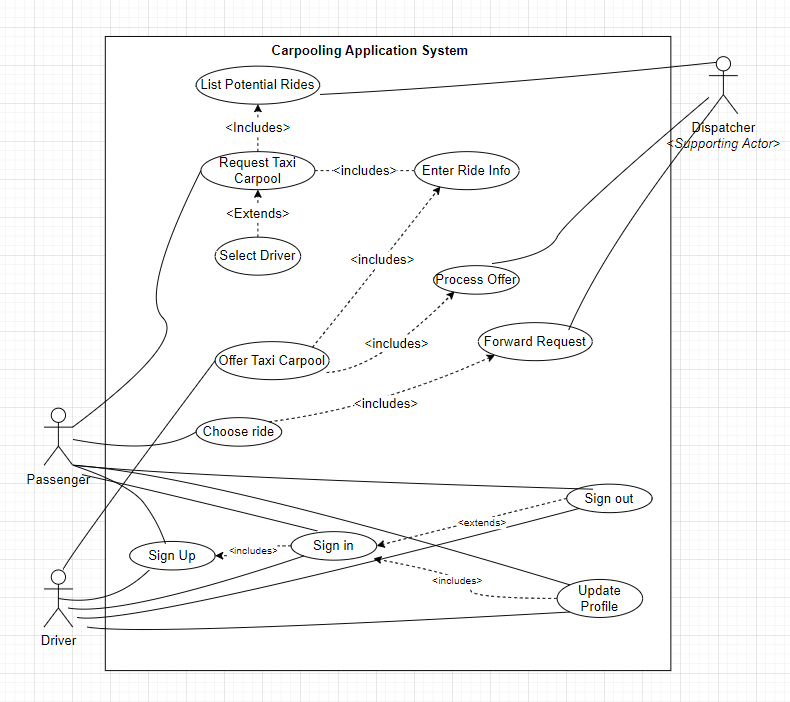 Carpooling Application System
List Potential Rides
<Includes>
Request Taxi
Carpool
<includes>
Enter Ride Info
<Extends>
Select Driver
Dispatcher
<Supporting Actor>
<includes>
Process Offer
<includes>
Forward Request
Offer Taxi Carpool
<includes>
Choose ride
Passenger
Sign out
<extends>
Sign in
<includes>
Sign Up
<includes>
Update
Profile
Driver